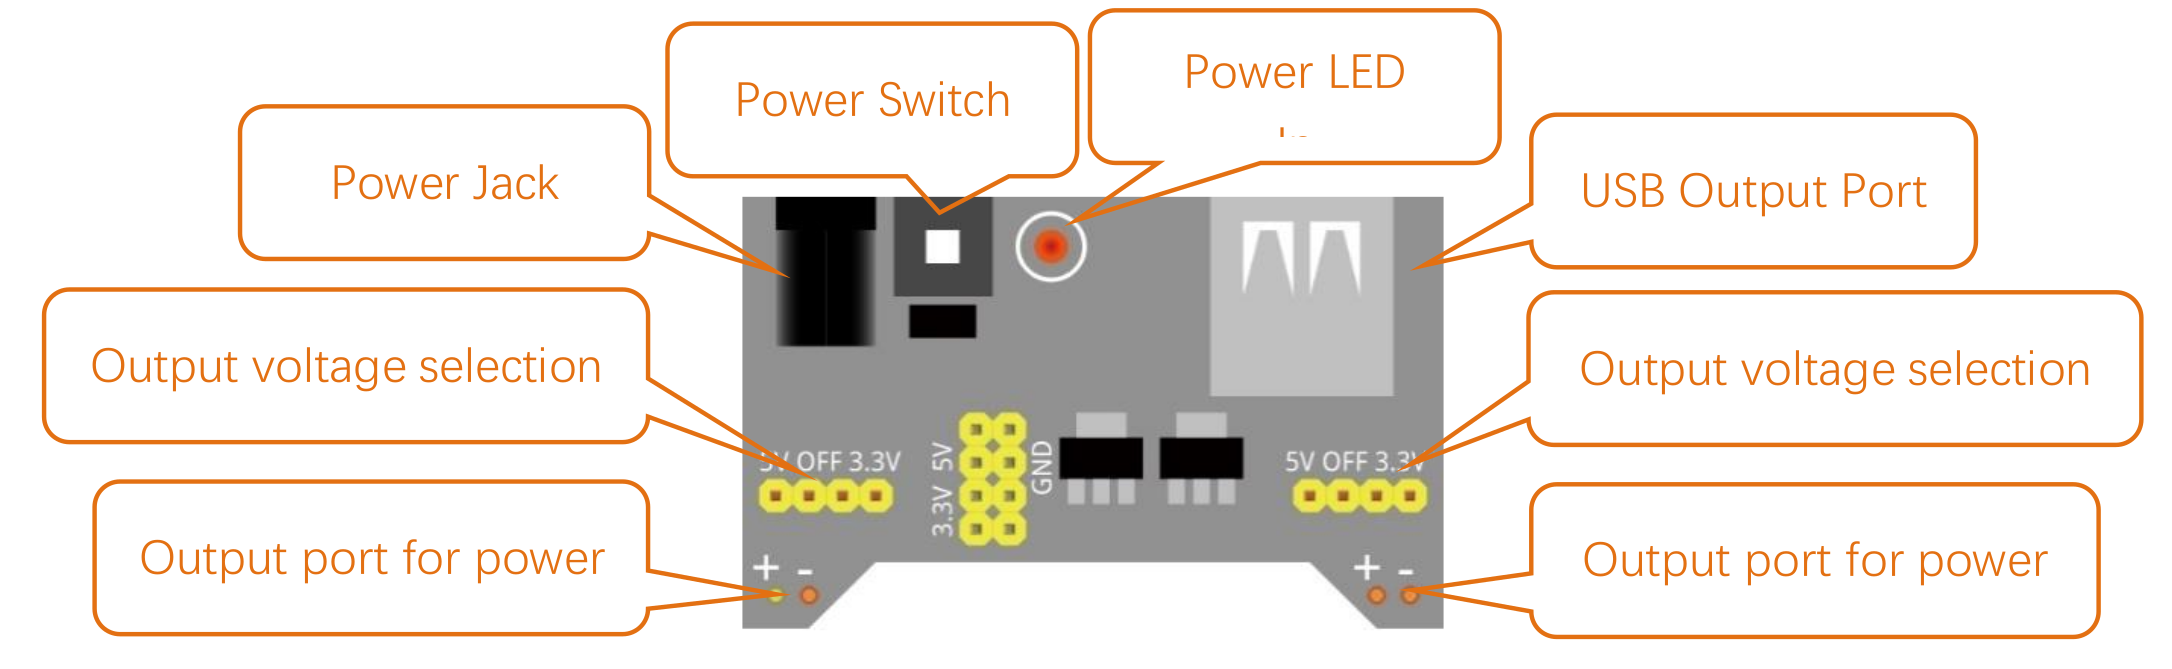 Power LED
Power Switch
Power Jack
USB Output Port
Output voltage selection
Output voltage selection
5V OFF 3.3V
3.3V 5V
GND
5V OFF 3.3V
Output port for power
Output port for power
+ -
+ -